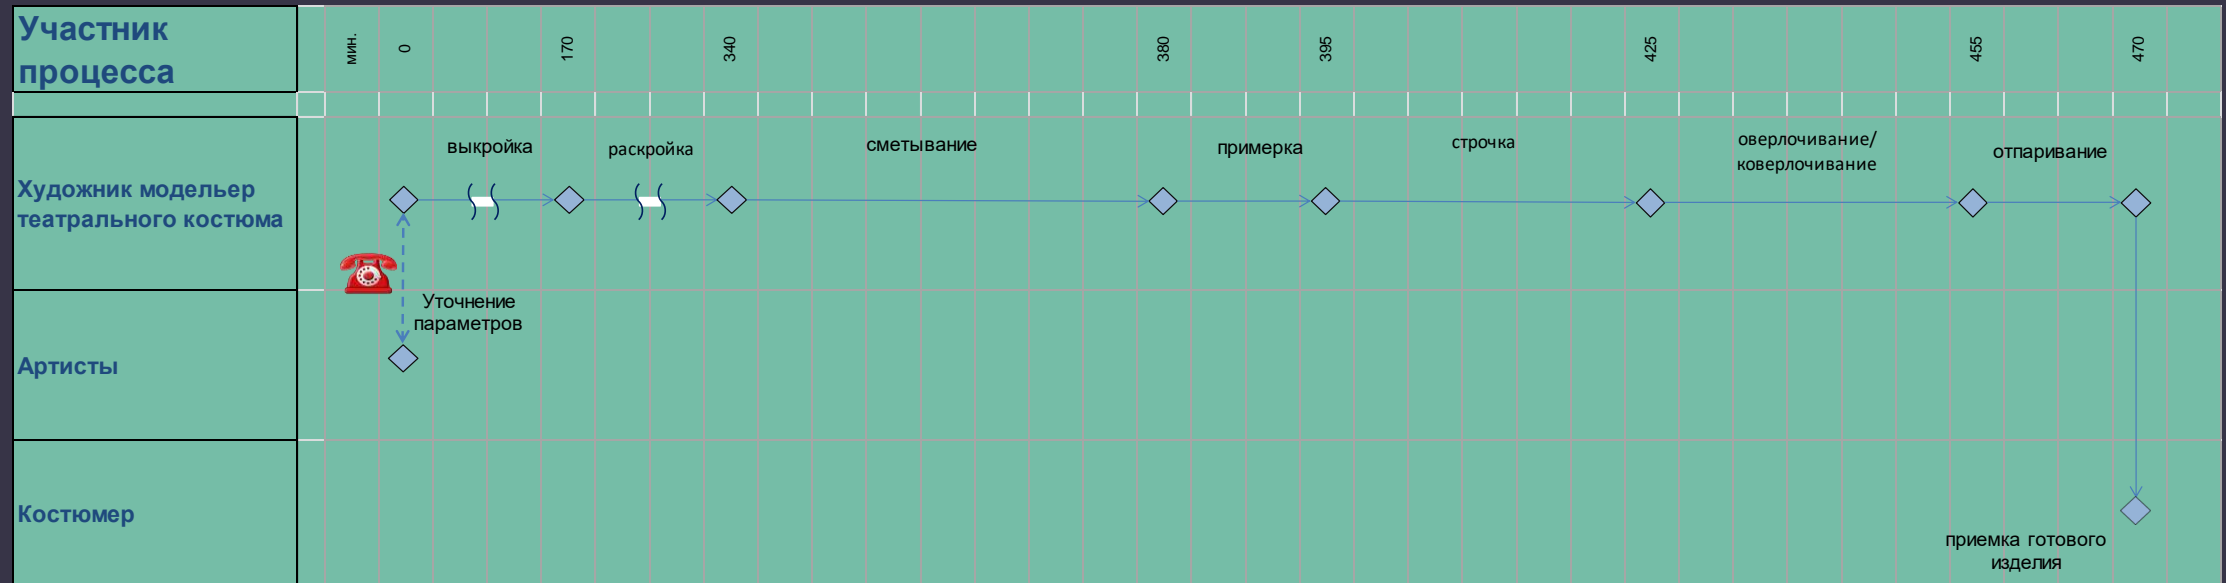 Участник
процесса
мин.
0
170
340
380
395
425
455
470
Художник модельер
театрального костюма
выкройка
раскройка
сметывание
примерка
строчка
оверлочивание/
коверлочивание
отпаривание
Уточнение
параметров
Артисты
Костюмер
приемка готового
изделия